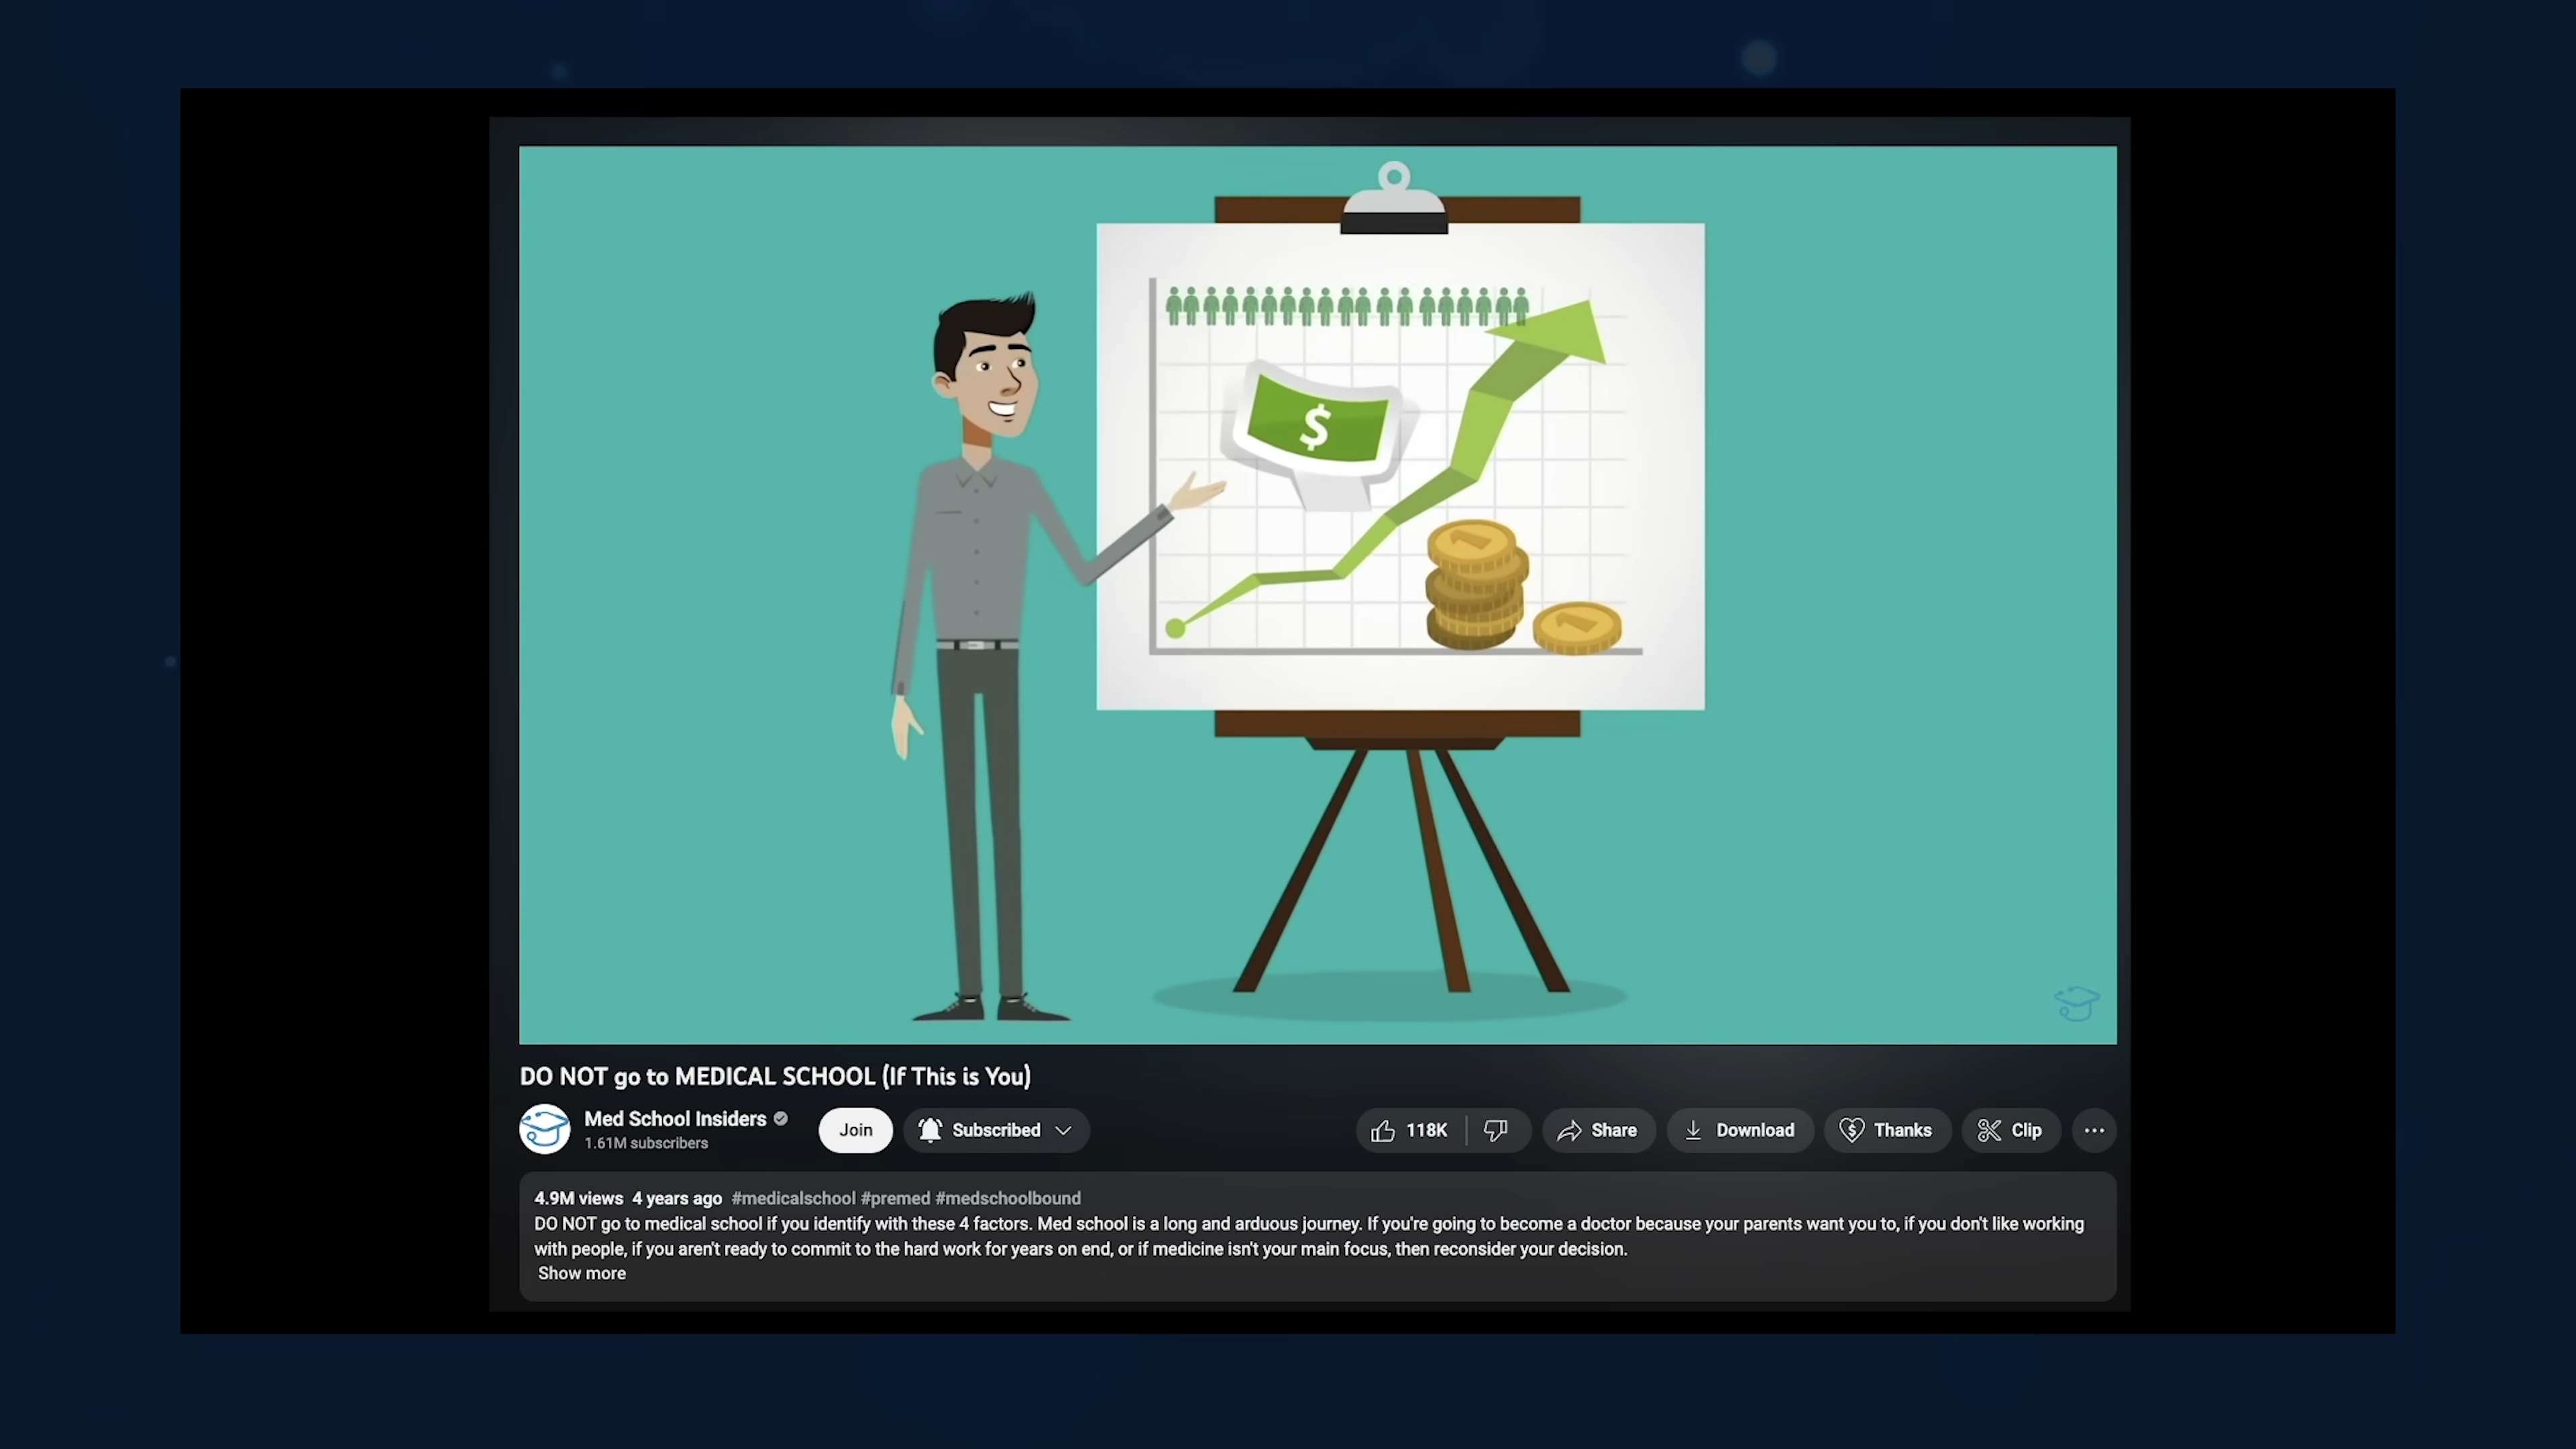 $
1
1
DO NOT go to MEDICAL SCHOOL (If This is You)
Med School Insiders
1.61M subscribers
Join
Subscribed
118K
Share
Download
Thanks
Clip
4.9M views 4 years ago #medicalschool #premed #medschoolbound
DO NOT go to medical school if you identify with these 4 factors. Med school is a long and arduous journey. If you're going to become a doctor because your parents want you to, if you don't like working
with people, if you aren't ready to commit to the hard work for years on end, or if medicine isn't your main focus, then reconsider your decision.
Show more